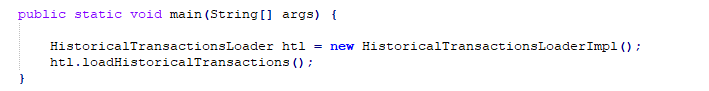 public static void main(String[] args) {
HistoricalTransactionsLoader htl = new HistoricalTransactionsLoaderImpl();
htl.loadHistoricalTransactions();
}